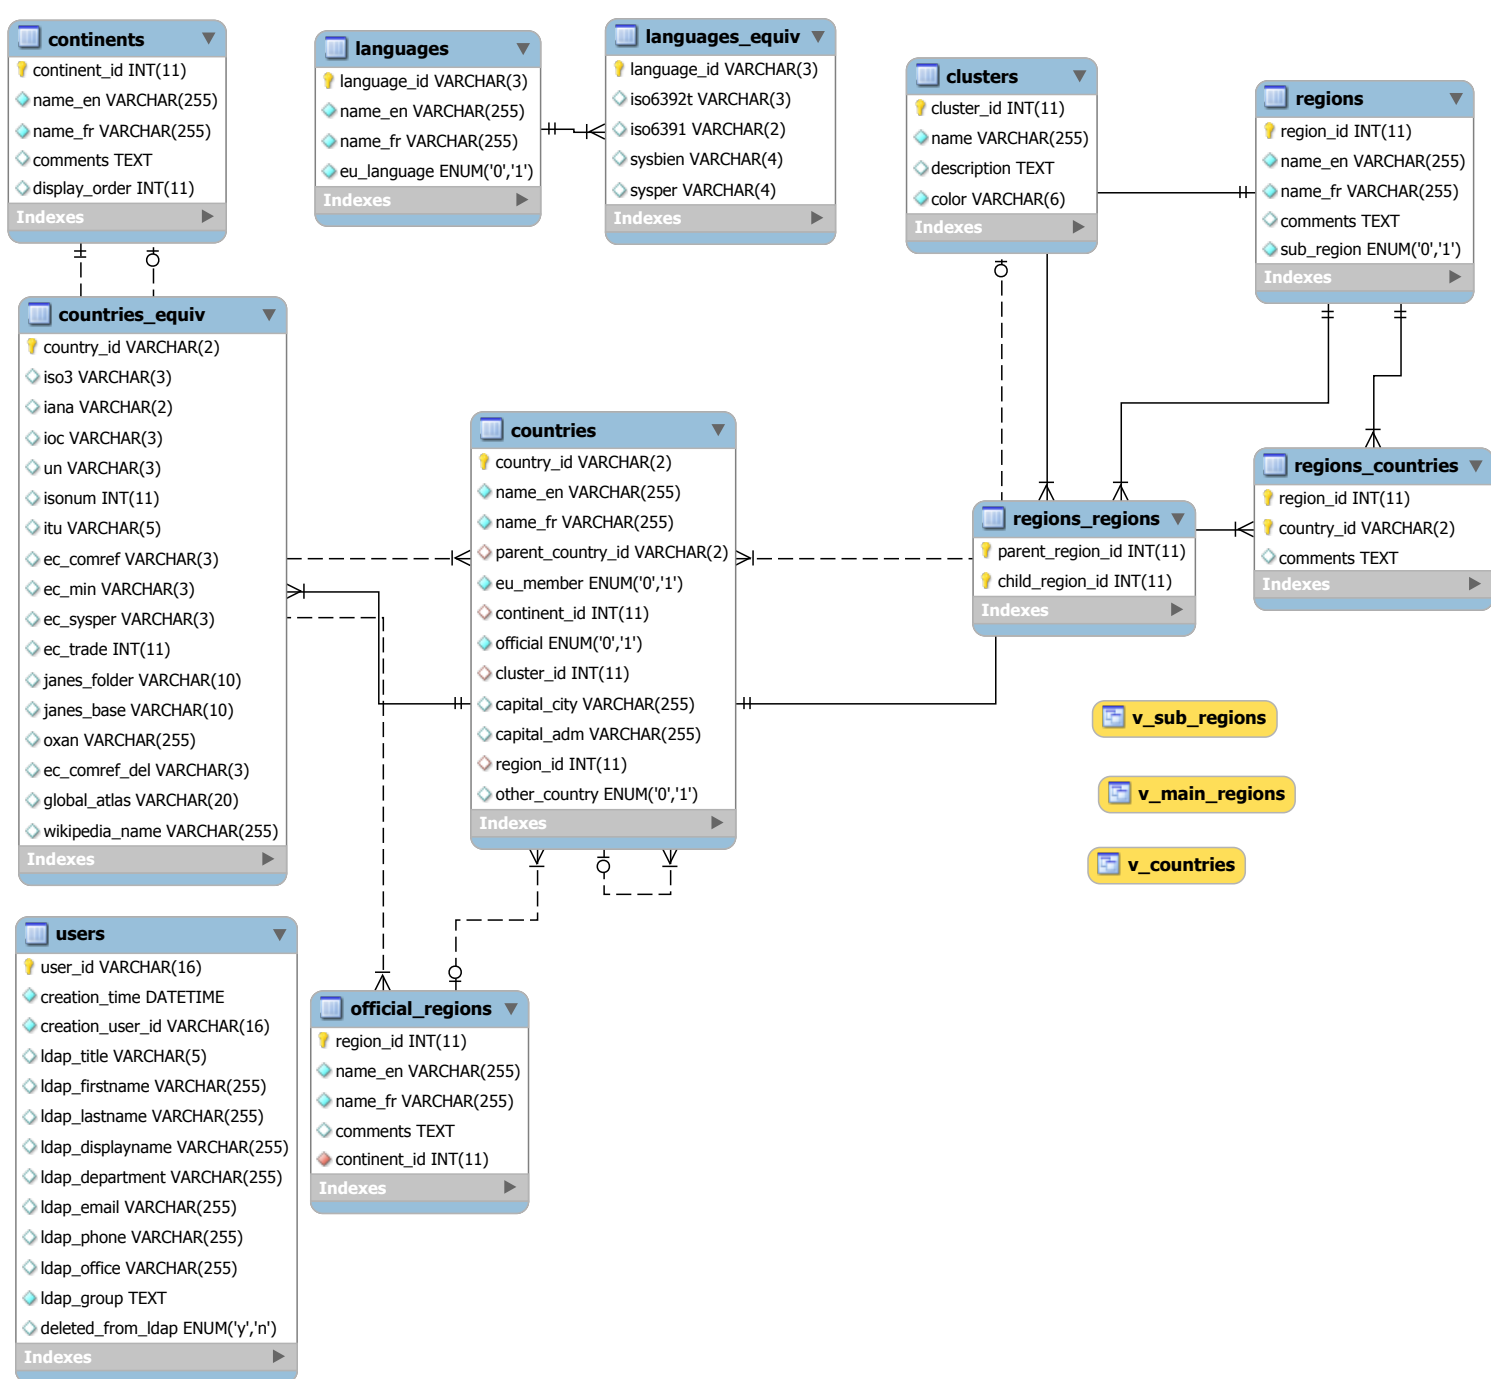 continents
continent_id INT(11)
name_en VARCHAR(255)
name_fr VARCHAR(255)
comments TEXT
display_order INT(11)
Indexes
languages
language_id VARCHAR(3)
name_en VARCHAR(255)
name_fr VARCHAR(255)
eu_language ENUM('0','1')
Indexes
languages_equiv
language_id VARCHAR(3)
iso6392t VARCHAR(3)
iso6391 VARCHAR(2)
sysbien VARCHAR(4)
sysper VARCHAR(4)
Indexes
clusters
cluster_id INT(11)
name VARCHAR(255)
description TEXT
color VARCHAR(6)
Indexes
regions
region_id INT(11)
name_en VARCHAR(255)
name_fr VARCHAR(255)
comments TEXT
sub_region ENUM('0','1')
Indexes
countries_equiv
country_id VARCHAR(2)
iso3 VARCHAR(3)
iana VARCHAR(2)
ioc VARCHAR(3)
un VARCHAR(3)
isonum INT(11)
itu VARCHAR(5)
ec_comref VARCHAR(3)
ec_min VARCHAR(3)
ec_sysper VARCHAR(3)
ec_trade INT(11)
janes_folder VARCHAR(10)
janes_base VARCHAR(10)
oxan VARCHAR(255)
ec_comref_del VARCHAR(3)
global_atlas VARCHAR(20)
wikipedia_name VARCHAR(255)
Indexes
countries
country_id VARCHAR(2)
name_en VARCHAR(255)
name_fr VARCHAR(255)
parent_country_id VARCHAR(2)
eu_member ENUM('0','1')
continent_id INT(11)
official ENUM('0','1')
cluster_id INT(11)
capital_city VARCHAR(255)
capital_adm VARCHAR(255)
region_id INT(11)
other_country ENUM('0','1')
Indexes
regions_regions
parent_region_id INT(11)
child_region_id INT(11)
Indexes
regions_countries
region_id INT(11)
country_id VARCHAR(2)
comments TEXT
Indexes
v_sub_regions
v_main_regions
v_countries
users
user_id VARCHAR(16)
creation_time DATETIME
creation_user_id VARCHAR(16)
ldap_title VARCHAR(5)
ldap_firstname VARCHAR(255)
ldap_lastname VARCHAR(255)
ldap_displayname VARCHAR(255)
ldap_department VARCHAR(255)
ldap_email VARCHAR(255)
ldap_phone VARCHAR(255)
ldap_office VARCHAR(255)
ldap_group TEXT
deleted_from_ldap ENUM('y','n')
Indexes
official_regions
region_id INT(11)
name_en VARCHAR(255)
name_fr VARCHAR(255)
comments TEXT
continent_id INT(11)
Indexes